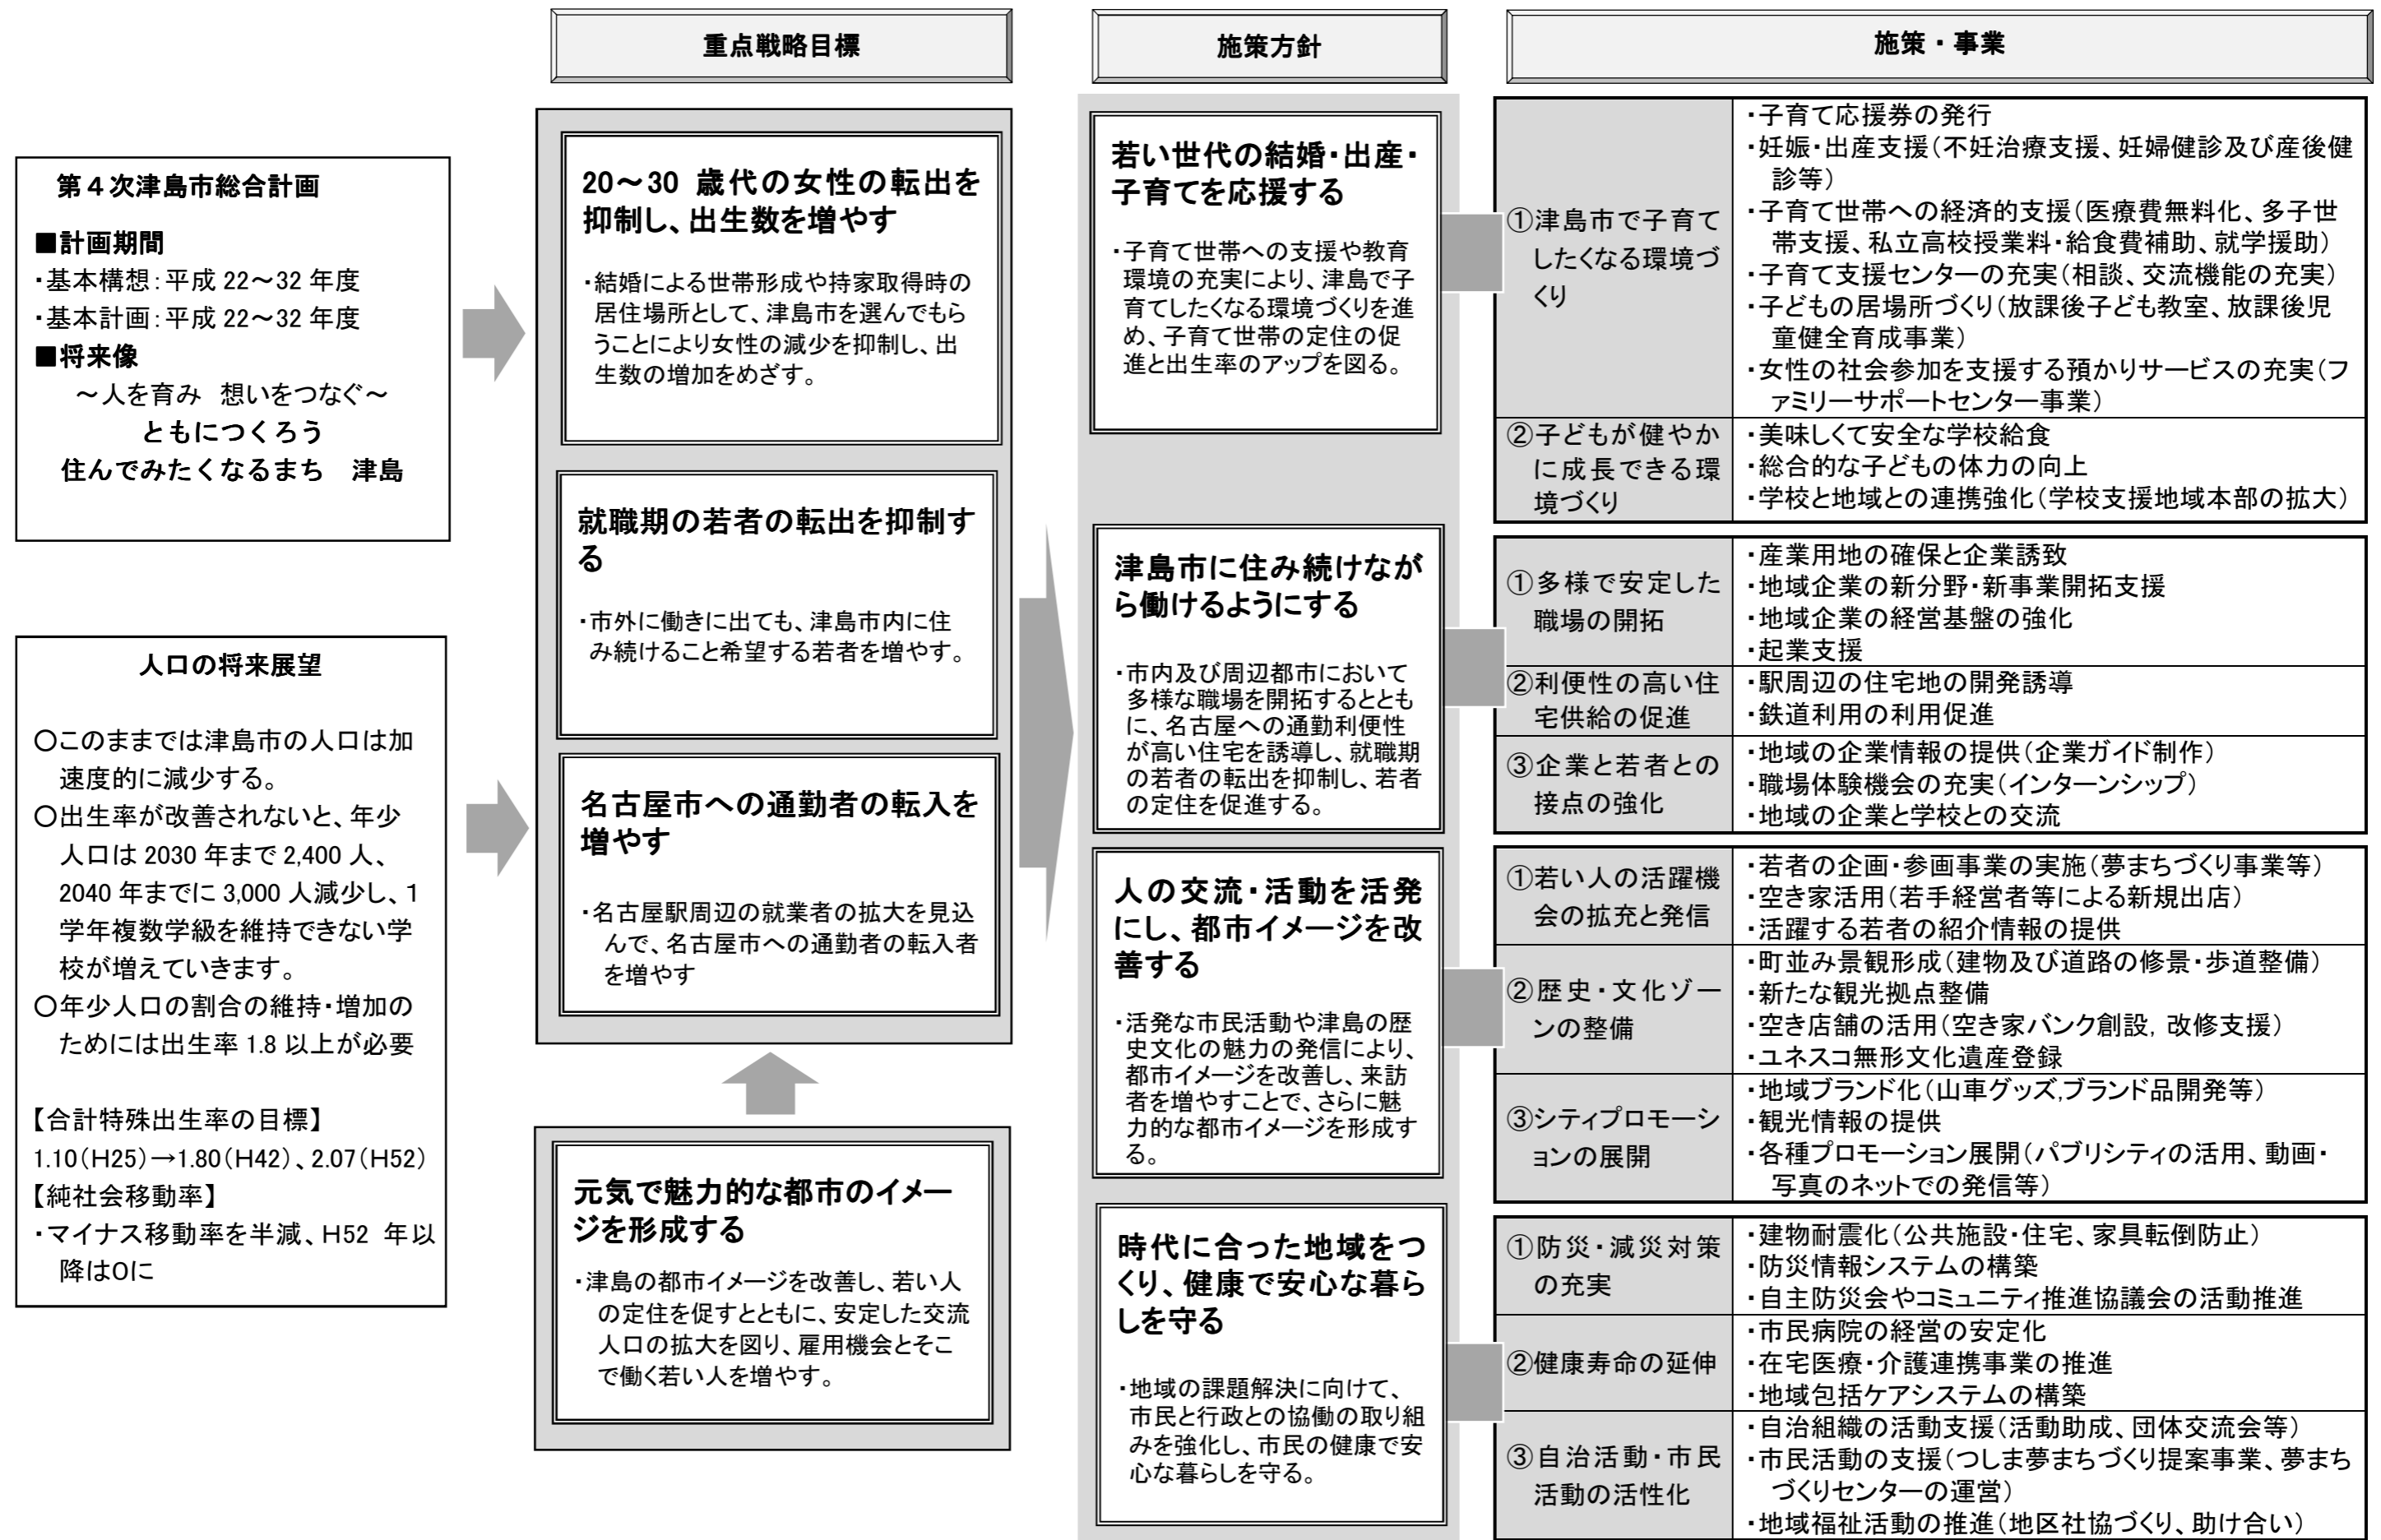 重点戦略目標
施策方針
施策・事業
第4次津島市総合計画
■計画期間
・基本構想：平成 22～32 年度
・基本計画：平成 22～32 年度
■将来像
～人を育み　想いをつなぐ～
ともにつくろう
住んでみたくなるまち　津島
人口の将来展望
○このままでは津島市の人口は加
速度的に減少する。
○出生率が改善されないと、年少
人口は 2030 年まで 2,400 人、
2040 年までに 3,000 人減少し、1
学年複数学級を維持できない学
校が増えていきます。
○年少人口の割合の維持・増加の
ためには出生率 1.8 以上が必要
【合計特殊出生率の目標】
1.10（H25）→1.80（H42）、2.07（H52）
【純社会移動率】
・マイナス移動率を半減、H52 年以
降は0に
20～30 歳代の女性の転出を
抑制し、出生数を増やす
・結婚による世帯形成や持家取得時の
居住場所として、津島市を選んでもら
うことにより女性の減少を抑制し、出
生数の増加をめざす。
就職期の若者の転出を抑制す
る
・市外に働きに出ても、津島市内に住
み続けること希望する若者を増やす。
名古屋市への通勤者の転入を
増やす
・名古屋駅周辺の就業者の拡大を見込
んで、名古屋市への通勤者の転入者
を増やす
元気で魅力的な都市のイメー
ジを形成する
・津島の都市イメージを改善し、若い人
の定住を促すとともに、安定した交流
人口の拡大を図り、雇用機会とそこ
で働く若い人を増やす。
若い世代の結婚・出産・
子育てを応援する
・子育て世帯への支援や教育
環境の充実により、津島で子
育てしたくなる環境づくりを進
め、子育て世帯の定住の促
進と出生率のアップを図る。
津島市に住み続けなが
ら働けるようにする
・市内及び周辺都市において
多様な職場を開拓するととも
に、名古屋への通勤利便性
が高い住宅を誘導し、就職期
の若者の転出を抑制し、若者
の定住を促進する。
人の交流・活動を活発
にし、都市イメージを改
善する
・活発な市民活動や津島の歴
史文化の魅力の発信により、
都市イメージを改善し、来訪
者を増やすことで、さらに魅
力的な都市イメージを形成す
る。
時代に合った地域をつ
くり、健康で安心な暮ら
しを守る
・地域の課題解決に向けて、
市民と行政との協働の取り組
みを強化し、市民の健康で安
心な暮らしを守る。
①津島市で子育て
したくなる環境づ
くり
・子育て応援券の発行
・妊娠・出産支援（不妊治療支援、妊婦健診及び産後健
診等）
・子育て世帯への経済的支援（医療費無料化、多子世
帯支援、私立高校授業料・給食費補助、就学援助）
・子育て支援センターの充実（相談、交流機能の充実）
・子どもの居場所づくり（放課後子ども教室、放課後児
童健全育成事業）
・女性の社会参加を支援する預かりサービスの充実（フ
ァミリーサポートセンター事業）
②子どもが健やか
に成長できる環
境づくり
・美味しくて安全な学校給食
・総合的な子どもの体力の向上
・学校と地域との連携強化（学校支援地域本部の拡大）
①多様で安定した
職場の開拓
・産業用地の確保と企業誘致
・地域企業の新分野・新事業開拓支援
・地域企業の経営基盤の強化
・起業支援
②利便性の高い住
宅供給の促進
・駅周辺の住宅地の開発誘導
・鉄道利用の利用促進
③企業と若者との
接点の強化
・地域の企業情報の提供（企業ガイド制作）
・職場体験機会の充実（インターンシップ）
・地域の企業と学校との交流
①若い人の活躍機
会の拡充と発信
・若者の企画・参画事業の実施（夢まちづくり事業等）
・空き家活用（若手経営者等による新規出店）
・活躍する若者の紹介情報の提供
②歴史・文化ゾー
ンの整備
・町並み景観形成（建物及び道路の修景・歩道整備）
・新たな観光拠点整備
・空き店舗の活用（空き家バンク創設，改修支援）
・ユネスコ無形文化遺産登録
③シティプロモーシ
ョンの展開
・地域ブランド化（山車グッズ,ブランド品開発等）
・観光情報の提供
・各種プロモーション展開（パブリシティの活用、動画・
写真のネットでの発信等）
①防災・減災対策
の充実
・建物耐震化（公共施設・住宅、家具転倒防止）
・防災情報システムの構築
・自主防災会やコミュニティ推進協議会の活動推進
②健康寿命の延伸
・市民病院の経営の安定化
・在宅医療・介護連携事業の推進
・地域包括ケアシステムの構築
③自治活動・市民
活動の活性化
・自治組織の活動支援（活動助成、団体交流会等）
・市民活動の支援（つしま夢まちづくり提案事業、夢まち
づくりセンターの運営）
・地域福祉活動の推進（地区社協づくり、助け合い）